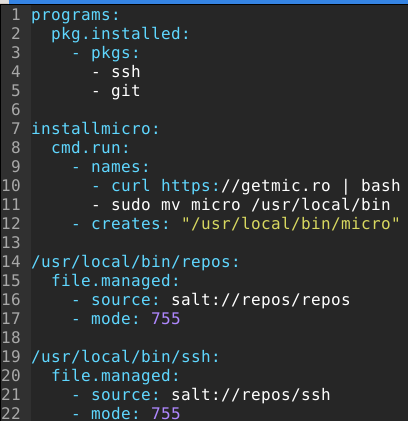 1 programs:
2   pkg.installed:
3     - pkgs:
4       - ssh
5       - git
6
7 installmicro:
8   cmd.run:
9     - names:
10       - curl https://getmic.ro | bash
11       - sudo mv micro /usr/local/bin
12     - creates: "/usr/local/bin/micro"
13
14 /usr/local/bin/repos:
15   file.managed:
16     - source: salt://repos/repos
17     - mode: 755
18
19 /usr/local/bin/ssh:
20   file.managed:
21     - source: salt://repos/ssh
22     - mode: 755